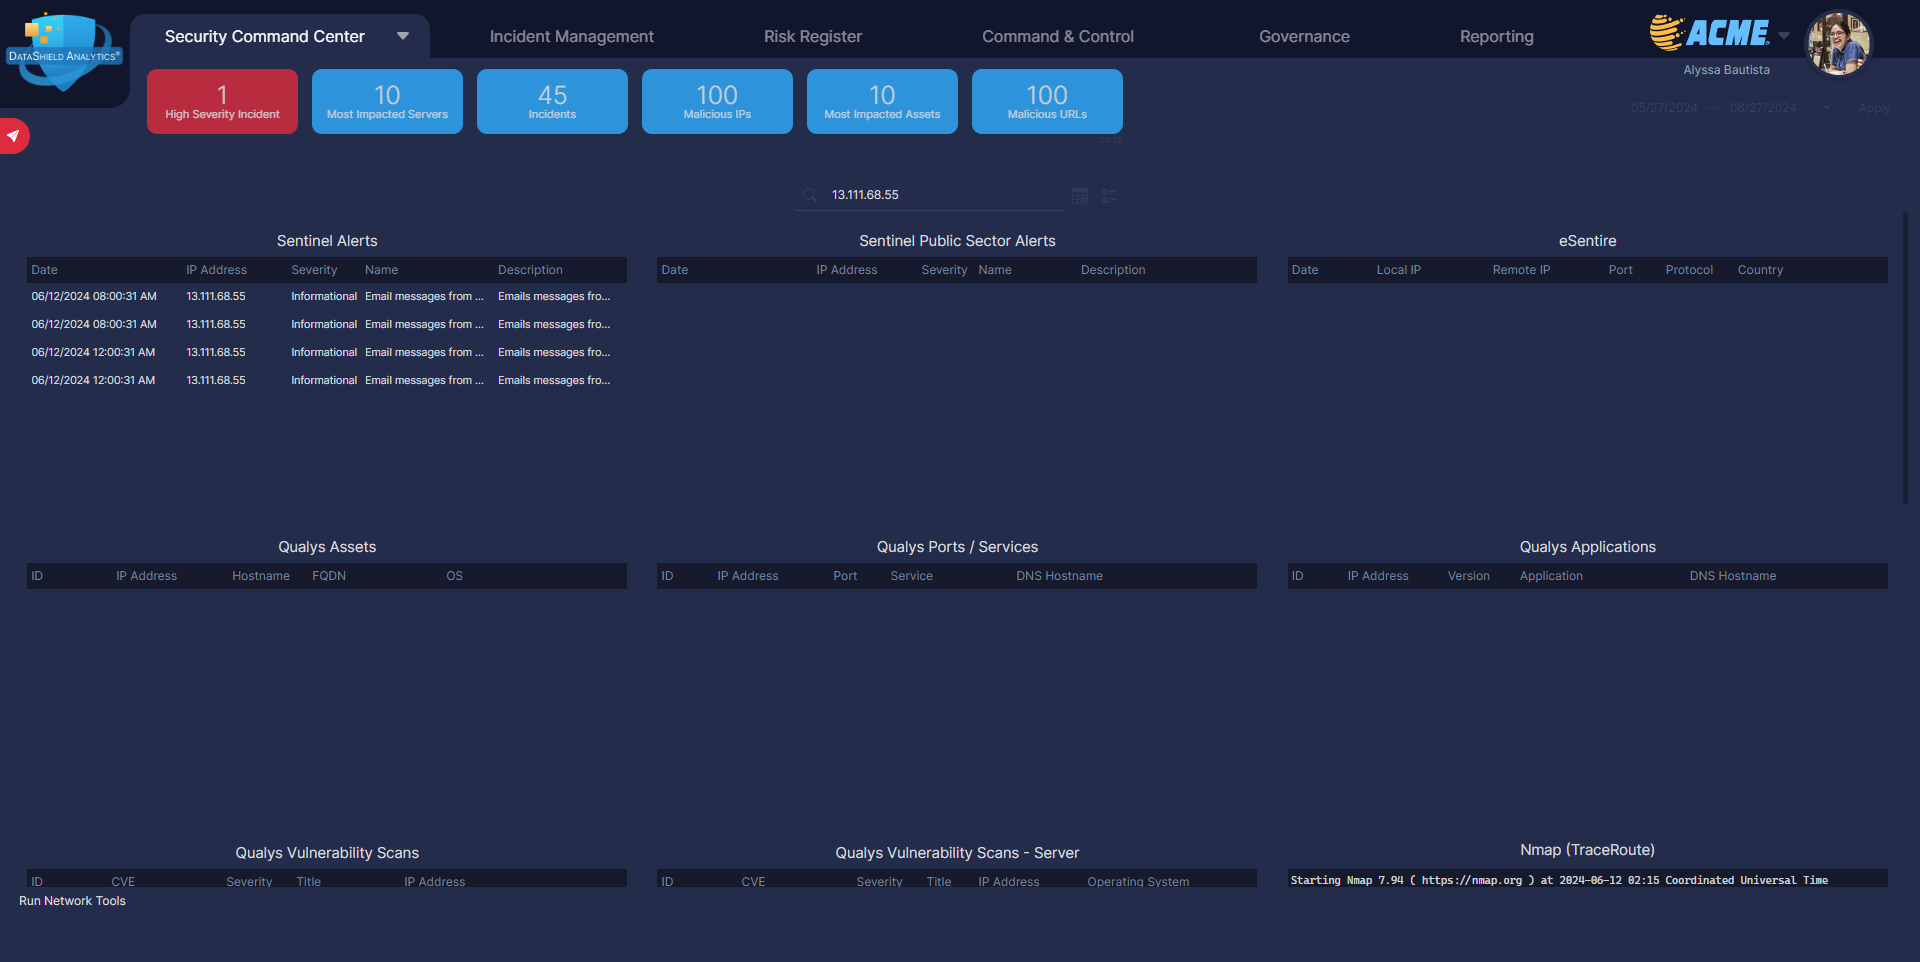 DATASHIELD ANALYTICS®
Security Command Center
Incident Management
Risk Register
Command & Control
Governance
Reporting
ACME
Alyssa Bautista
1
High Severity Incident
10
Most Impacted Servers
45
Incidents
100
Malicious IPs
10
Most Impacted Assets
100
Malicious URLs
05/27/2024 — 06/27/2024
Apply
13.111.68.55
Sentinel Alerts
Date IP Address Severity Name Description
06/12/2024 08:00:31 AM 13.111.68.55 Informational Email messages from ... Emails messages fro...
06/12/2024 08:00:31 AM 13.111.68.55 Informational Email messages from ... Emails messages fro...
06/12/2024 12:00:31 AM 13.111.68.55 Informational Email messages from ... Emails messages fro...
06/12/2024 12:00:31 AM 13.111.68.55 Informational Email messages from ... Emails messages fro...
Sentinel Public Sector Alerts
Date IP Address Severity Name Description
eSentire
Date Local IP Remote IP Port Protocol Country
Qualys Assets
ID IP Address Hostname FQDN OS
Qualys Ports / Services
ID IP Address Port Service DNS Hostname
Qualys Applications
ID IP Address Version Application DNS Hostname
Qualys Vulnerability Scans
ID CVE Severity Title IP Address
Qualys Vulnerability Scans - Server
ID CVE Severity Title IP Address Operating System
Nmap (TraceRoute)
Starting Nmap 7.94 ( https://nmap.org ) at 2024-06-12 02:15 Coordinated Universal Time
Run Network Tools